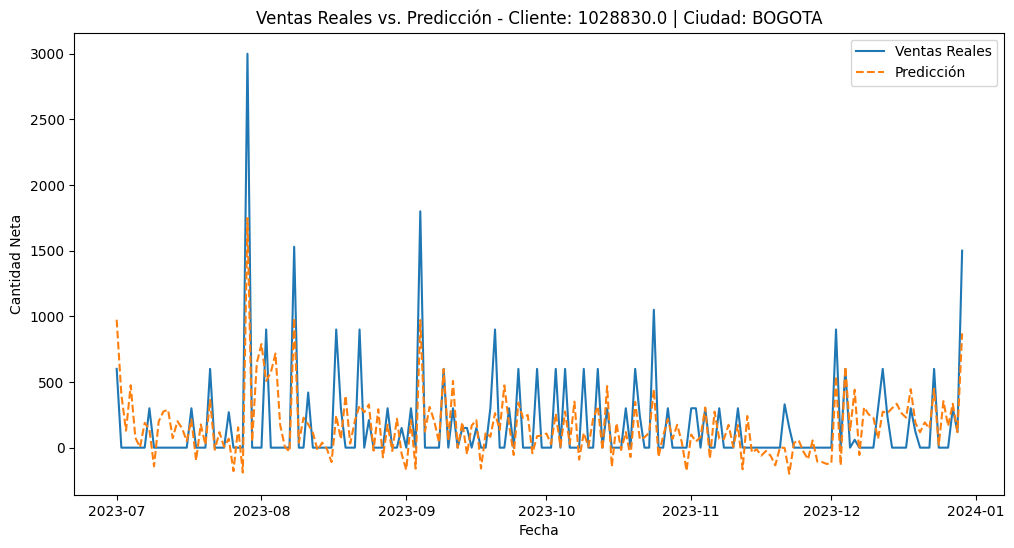 Ventas Reales vs. Predicción - Cliente: 1028830.0 | Ciudad: BOGOTA
Ventas Reales
Predicción
Cantidad Neta
3000
2500
2000
1500
1000
500
0
2023-07
2023-08
2023-09
2023-10
2023-11
2023-12
2024-01
Fecha